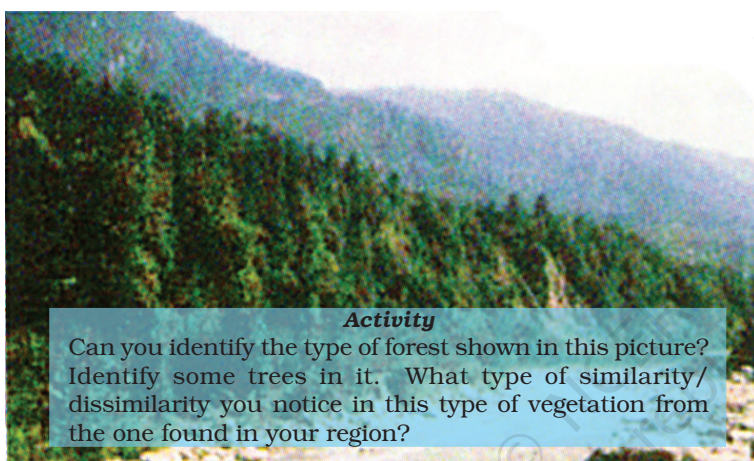 Activity
Can you identify the type of forest shown in this picture?
Identify some trees in it. What type of similarity/
dissimilarity you notice in this type of vegetation from
the one found in your region?